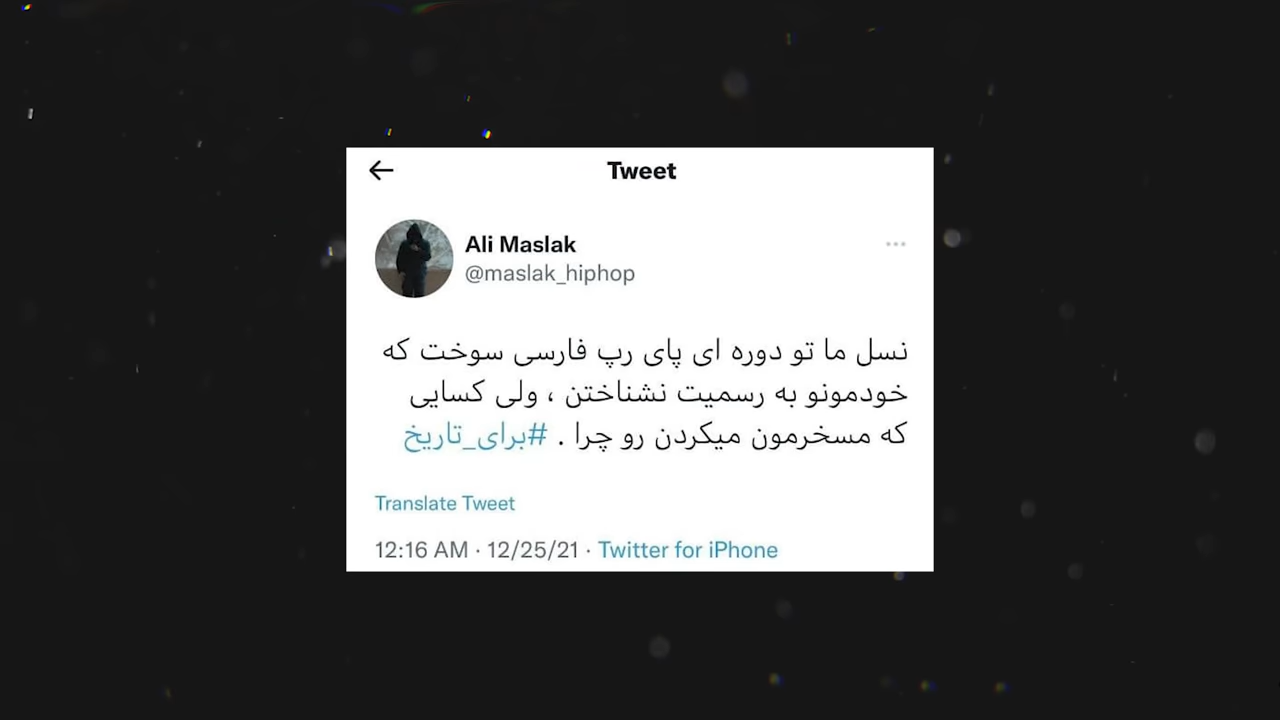 Tweet
Ali Maslak
@maslak_hiphop
نسل ما تو دوره ای پای رپ فارسی سوخت که
خودمونو به رسمیت نشناختن ، ولی کسایی
که مسخرمون میکردن رو چرا . #برای_تاریخ
Translate Tweet
12:16 AM · 12/25/21 · Twitter for iPhone